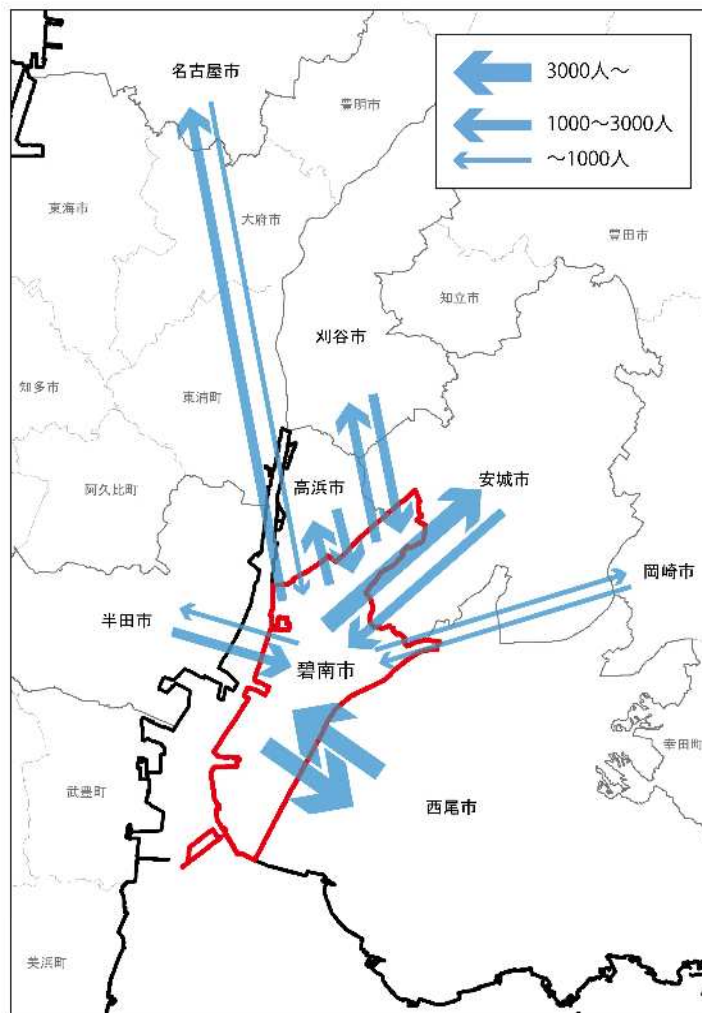 3000人～
1000～3000人
～1000人
名古屋市
豊明市
東海市
大府市
豊田市
知立市
刈谷市
知多市
東浦町
高浜市
安城市
阿久比町
岡崎市
半田市
碧南市
幸田町
武豊町
西尾市
美浜町